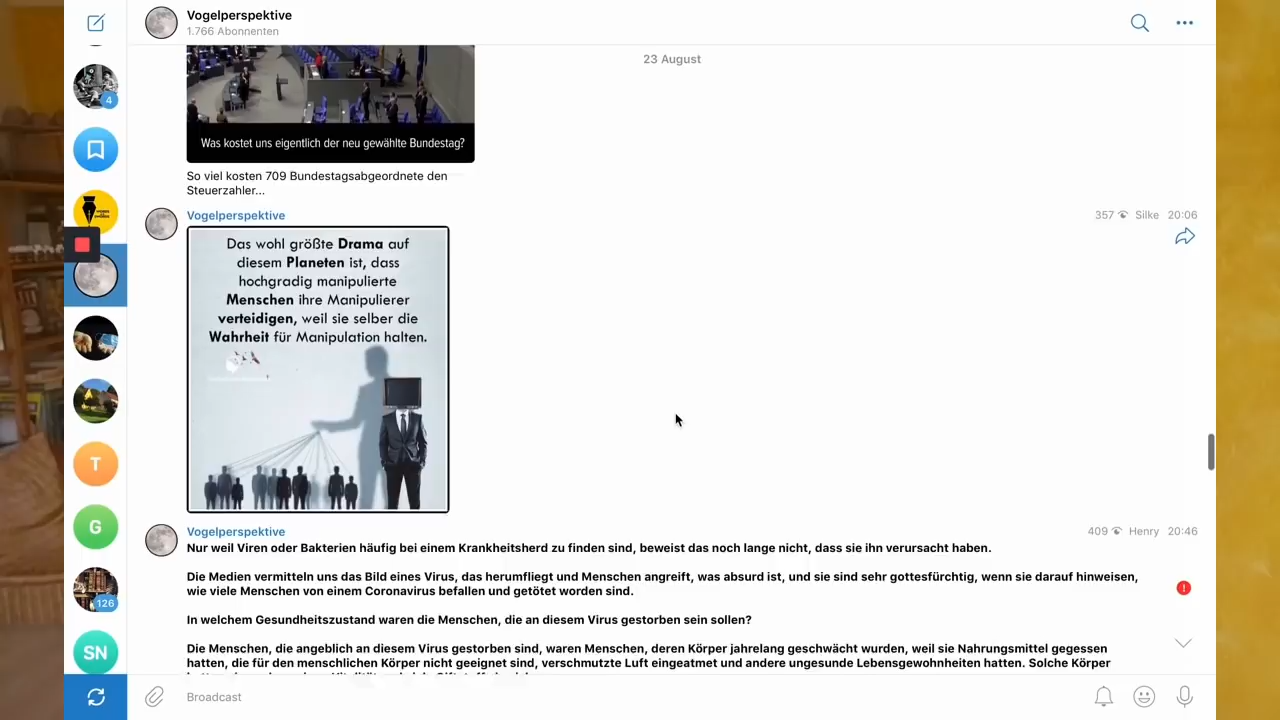 Vogelperspektive
1.766 Abonnenten
23 August
4
Was kostet uns eigentlich der neu gewählte Bundestag?
So viel kosten 709 Bundestagsabgeordnete den
Steuerzahler...
Vogelperspektive
357 Silke 20:06
Das wohl größte Drama auf
diesem Planeten ist, dass
hochgradig manipulierte
Menschen ihre Manipulierer
verteidigen, weil sie selber die
Wahrheit für Manipulation halten.
T
G
126
SN
Vogelperspektive
409 Henry 20:46
Nur weil Viren oder Bakterien häufig bei einem Krankheitsherd zu finden sind, beweist das noch lange nicht, dass sie ihn verursacht haben.
Die Medien vermitteln uns das Bild eines Virus, das herumfliegt und Menschen angreift, was absurd ist, und sie sind sehr gottesfürchtig, wenn sie darauf hinweisen,
wie viele Menschen von einem Coronavirus befallen und getötet worden sind.
In welchem Gesundheitszustand waren die Menschen, die an diesem Virus gestorben sein sollen?
Die Menschen, die angeblich an diesem Virus gestorben sind, waren Menschen, deren Körper jahrelang geschwächt wurden, weil sie Nahrungsmittel gegessen
hatten, die für den menschlichen Körper nicht geeignet sind, verschmutzte Luft eingeatmet und andere ungesunde Lebensgewohnheiten hatten. Solche Körper
Broadcast